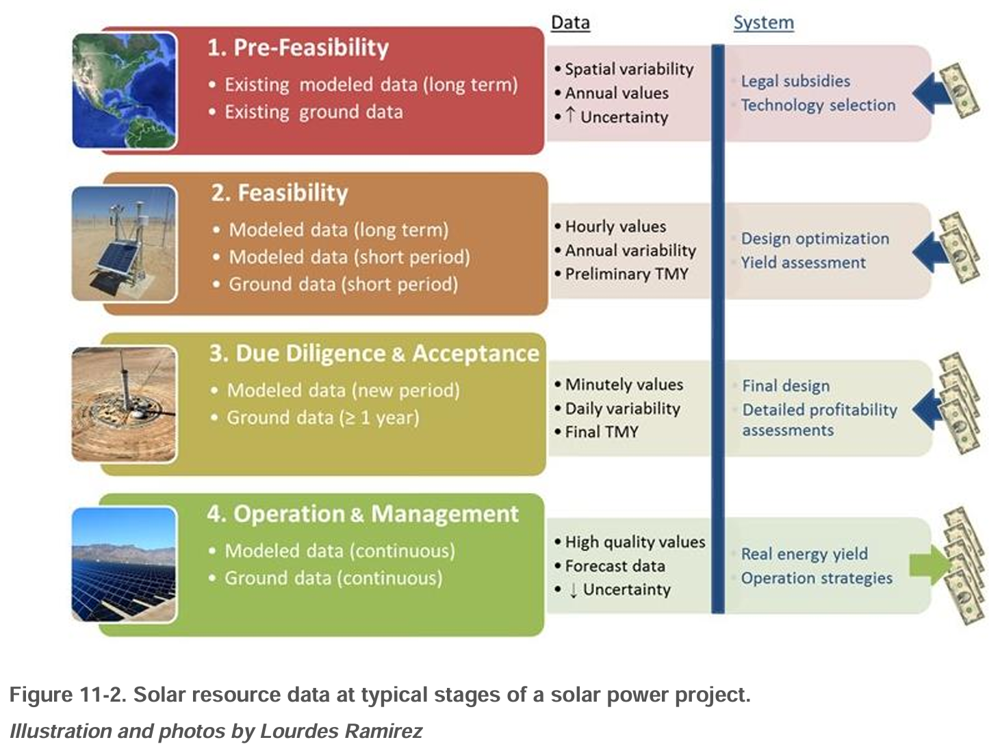 Data
System
1. Pre-Feasibility
• Existing modeled data (long term)
• Existing ground data
• Spatial variability
• Annual values
• ↑ Uncertainty
Legal subsidies
Technology selection
2. Feasibility
• Modeled data (long term)
• Modeled data (short period)
• Ground data (short period)
• Hourly values
• Annual variability
• Preliminary TMY
Design optimization
Yield assessment
3. Due Diligence & Acceptance
• Modeled data (new period)
• Ground data (≥ 1 year)
• Minutely values
• Daily variability
• Final TMY
Final design
Detailed profitability
assessments
4. Operation & Management
• Modeled data (continuous)
• Ground data (continuous)
• High quality values
• Forecast data
• ↓ Uncertainty
Real energy yield
Operation strategies
Figure 11-2. Solar resource data at typical stages of a solar power project.
Illustration and photos by Lourdes Ramirez